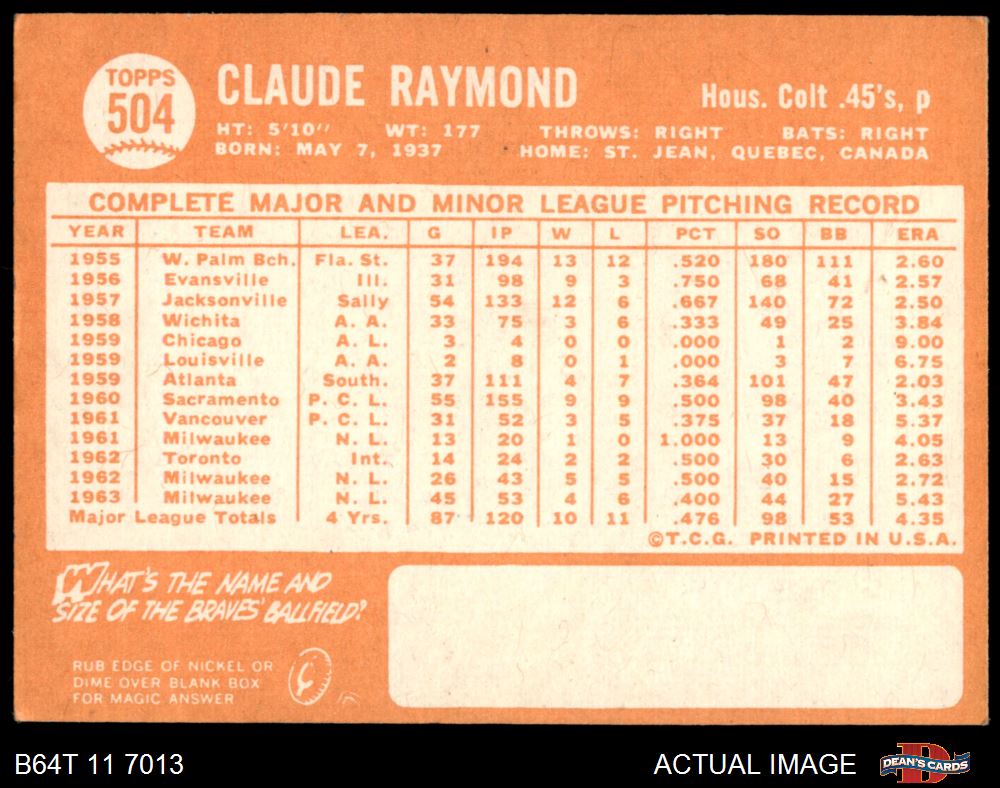 TOPPS
504
CLAUDE RAYMOND
Hous. Colt .45's, p
HT: 5'10" WT: 177 THROWS: RIGHT BATS: RIGHT
BORN: MAY 7, 1937 HOME: ST. JEAN, QUEBEC, CANADA
COMPLETE MAJOR AND MINOR LEAGUE PITCHING RECORD
YEAR TEAM LEA. G IP W L PCT SO BB ERA
1955 W. Palm Bch. Fla. St. 37 194 13 12 .520 180 111 2.60
1956 Evansville Ill. 31 98 9 3 .750 68 41 2.57
1957 Jacksonville Sally 54 133 12 6 .667 140 72 2.50
1958 Wichita A. A. 33 75 3 6 .333 49 25 3.84
1959 Chicago A. L. 3 4 0 0 .000 1 2 9.00
1959 Louisville A. A. 2 8 0 1 .000 3 7 6.75
1959 Atlanta South. 37 111 4 7 .364 101 47 2.03
1960 Sacramento P. C. L. 55 155 9 9 .500 98 40 3.43
1961 Vancouver P. C. L. 31 52 3 5 .375 37 18 5.37
1961 Milwaukee N. L. 13 20 1 0 1.000 13 9 4.05
1962 Toronto Int. 14 24 2 2 .500 30 6 2.63
1962 Milwaukee N. L. 26 43 5 5 .500 40 15 2.72
1963 Milwaukee N. L. 45 53 4 6 .400 44 27 5.43
Major League Totals 4 Yrs. 87 120 10 11 .476 98 53 4.35
©T.C.G. PRINTED IN U.S.A.
WHAT'S THE NAME AND
SIZE OF THE BRAVES' BALLFIELD?
RUB EDGE OF NICKEL OR
DIME OVER BLANK BOX
FOR MAGIC ANSWER
B64T 11 7013
ACTUAL IMAGE
DEAN'S CARDS